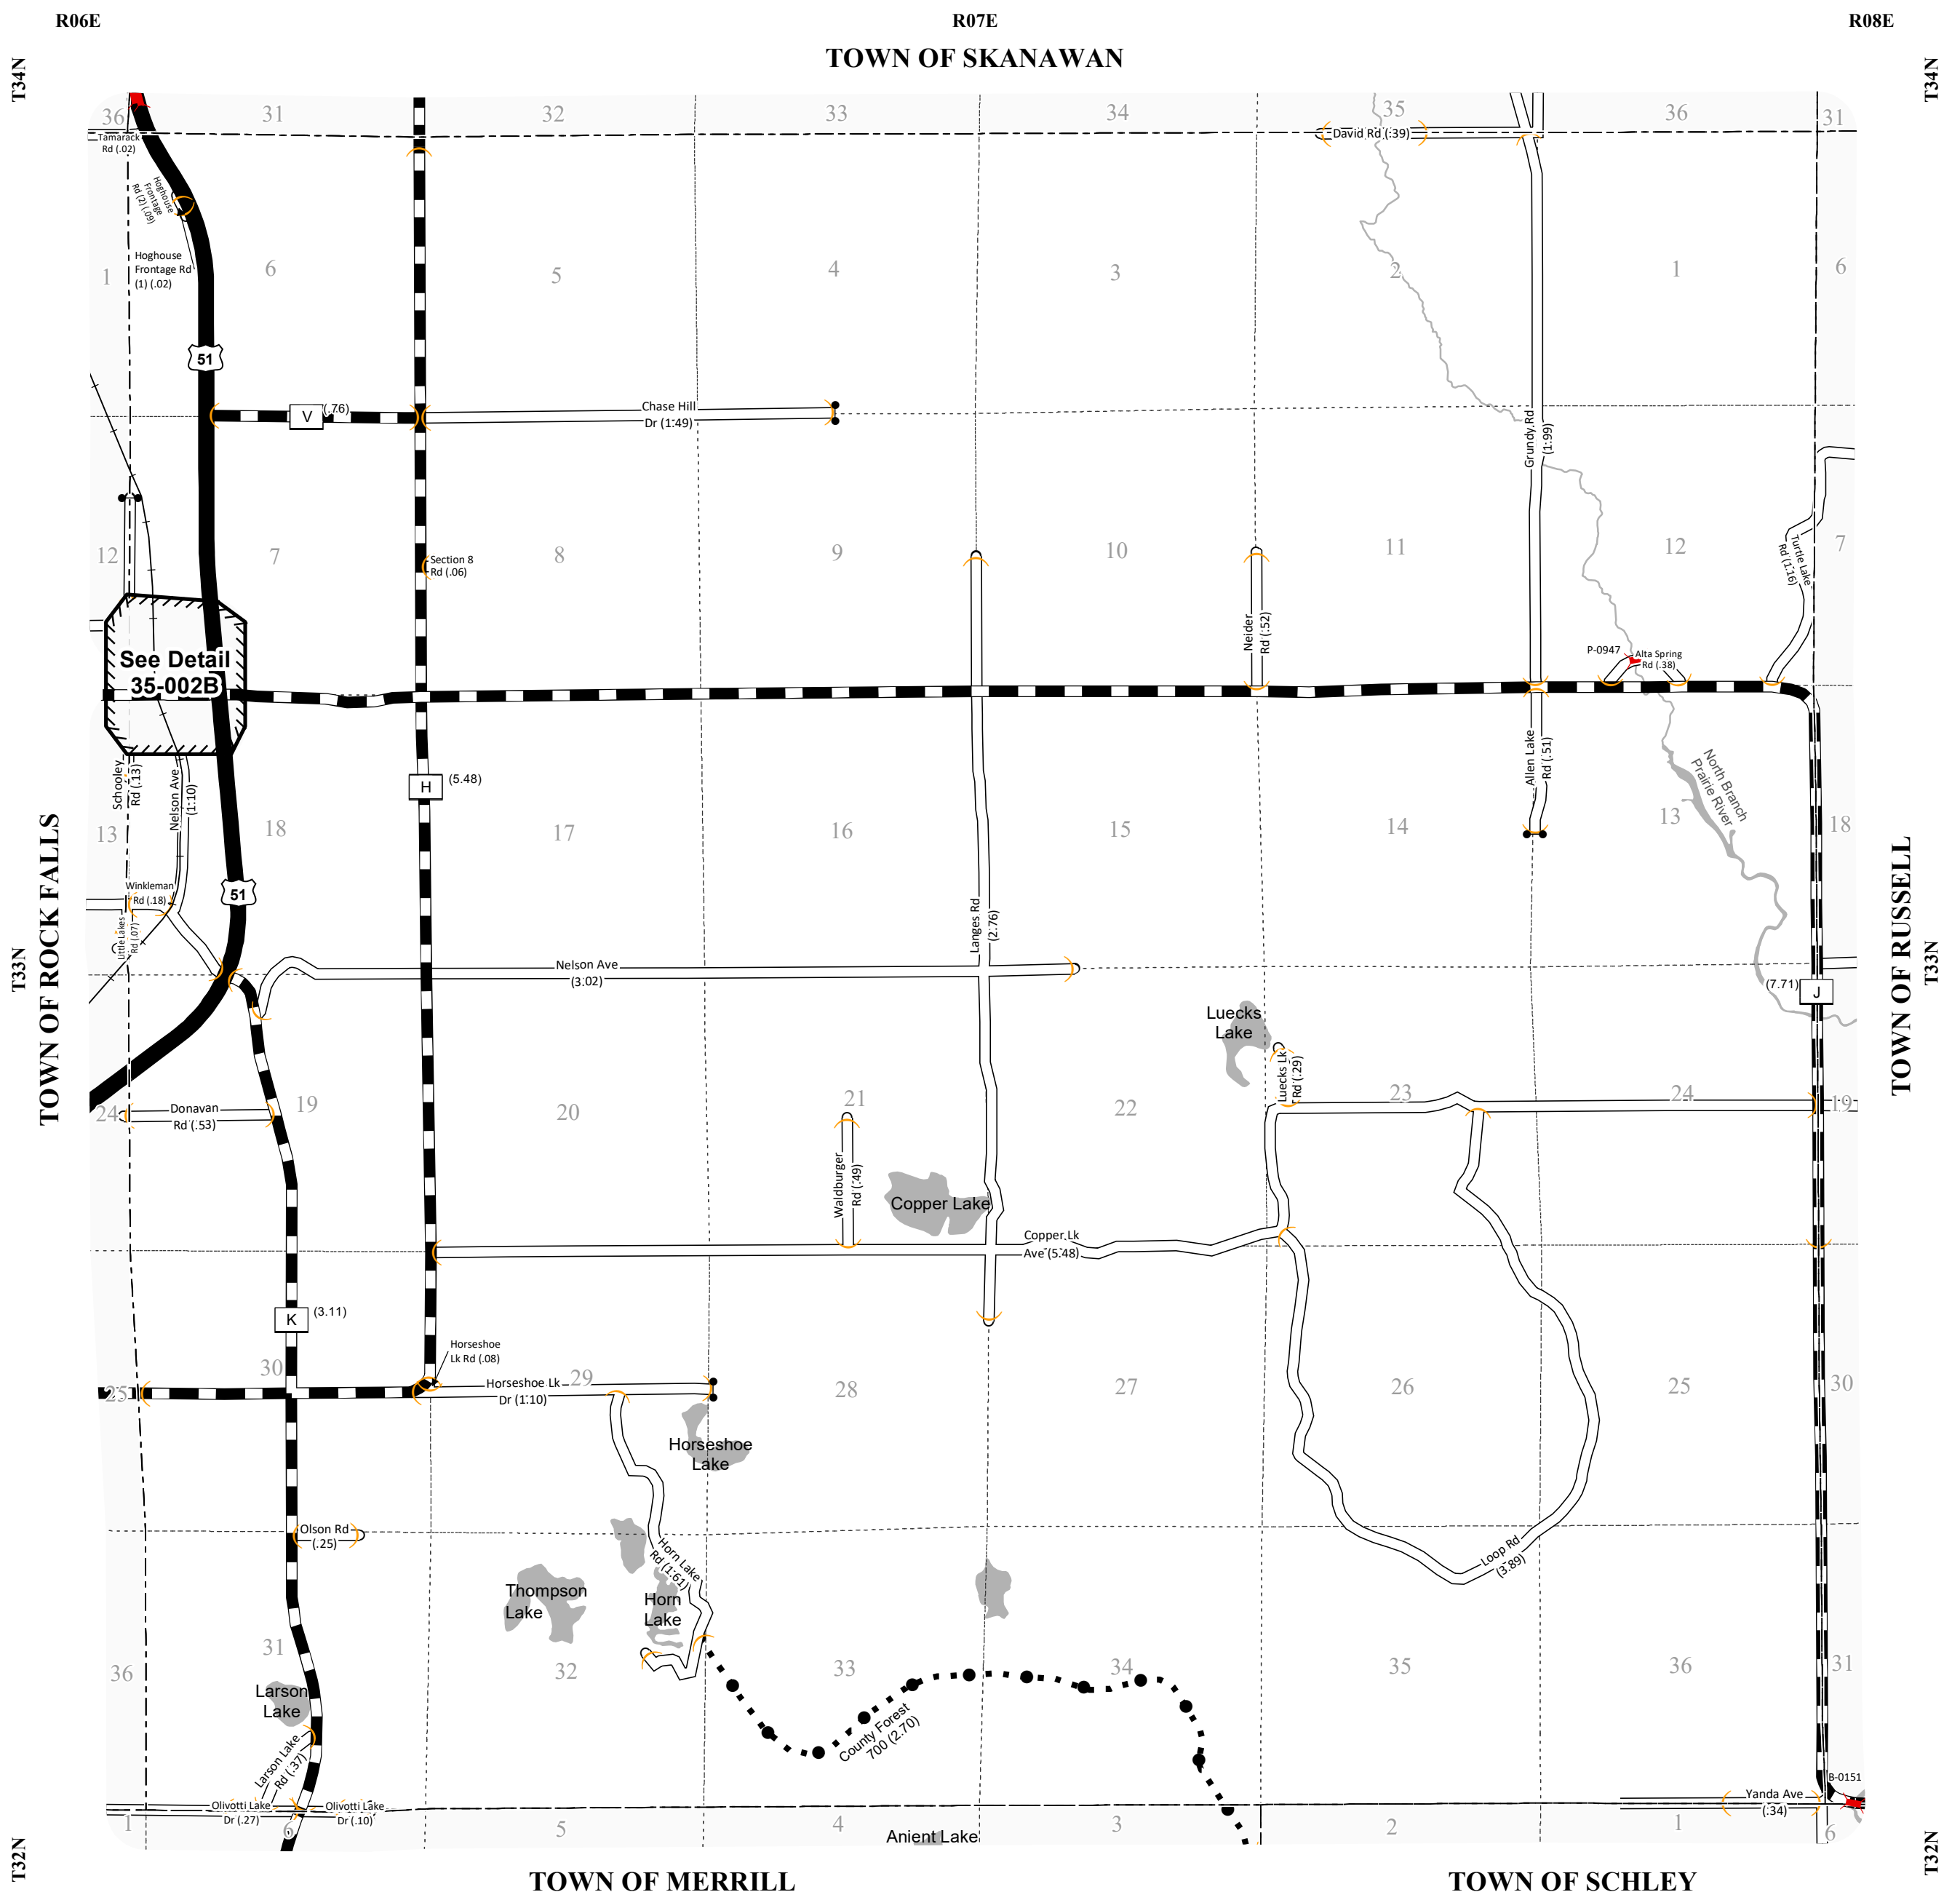 R06E
R07E
R08E
TOWN OF SKANAWAN
T34N
T34N
36
31
32
33
34
35
36
31
Tamarack
Rd (.02)
David Rd (.39)
Hoghouse
Frontage
Rd (2) (.09)
Hoghouse
Frontage Rd
(1) (.02)
1
6
5
4
3
2
1
6
51
V
(.76)
Chase Hill
Dr (1.49)
Grundy Rd
(1.99)
12
7
8
9
10
11
12
7
Section 8
Rd (.06)
Turtle Lake
Rd (1.16)
Neider
Rd (.52)
P-0947
Alta Spring
Rd (.38)
See Detail
35-002B
Schooley
Rd (.13)
Nelson Ave
(1.10)
H
(5.48)
Allen Lake
Rd (.51)
North Branch
Prairie River
13
18
17
16
15
14
13
18
TOWN OF ROCK FALLS
TOWN OF RUSSELL
Winkleman
Rd (.18)
51
Little Lakes
Rd (.07)
Langes Rd
(2.76)
T33N
T33N
Nelson Ave
(3.02)
(7.71)
J
Luecks
Lake
Luecks Lk
Rd (.29)
24
Donavan
Rd (.53)
19
20
21
22
23
24
19
Waldburger
Rd (.49)
Copper Lake
Copper Lk
Ave (5.48)
K
(3.11)
Horseshoe
Lk Rd (.08)
25
30
29
28
27
26
25
30
Horseshoe Lk
Dr (1.10)
Horseshoe
Lake
Olson Rd
(.25)
Horn Lake
Rd (1.61)
Loop Rd
(3.89)
Thompson
Lake
Horn
Lake
36
31
32
33
34
35
36
31
Larson
Lake
County Forest
700 (2.70)
Larson Lake
Rd (.37)
B-0151
Yanda Ave
(.34)
Olivotti Lake
Dr (.27)
Olivotti Lake
Dr (.10)
1
6
5
4
3
2
1
6
Anient Lake
T32N
T32N
TOWN OF MERRILL
TOWN OF SCHLEY